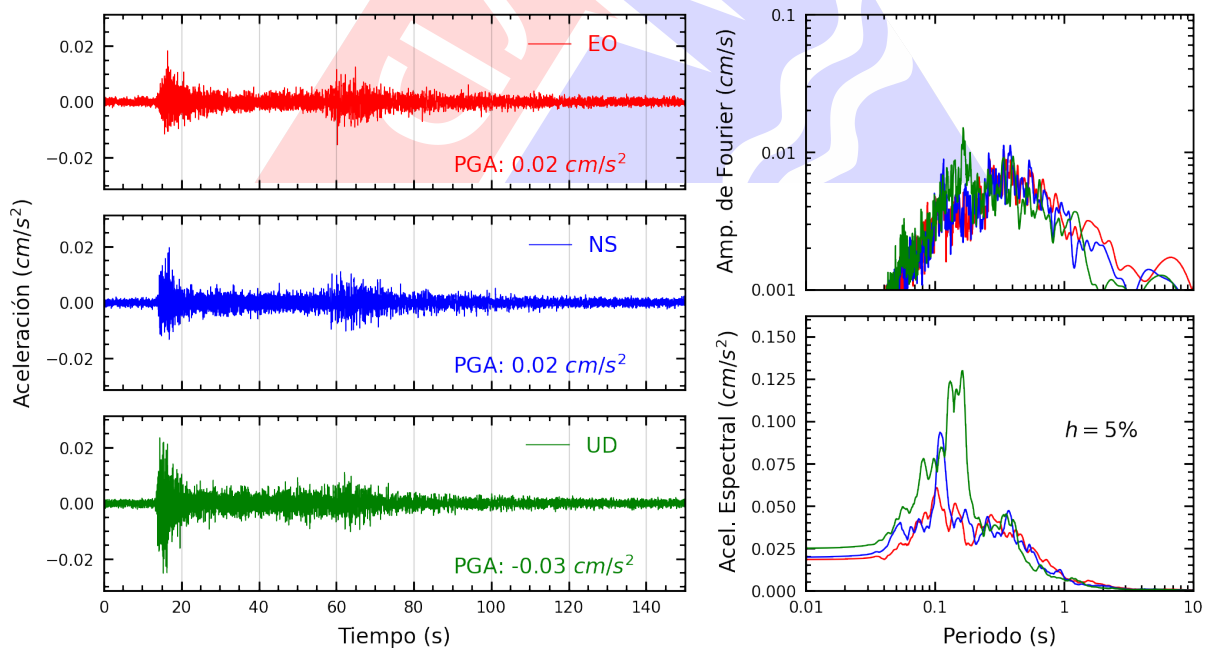 Aceleración (cm/s²)
0.02
0.00
−0.02
EO
PGA: 0.02 cm/s²
0.02
0.00
−0.02
NS
PGA: 0.02 cm/s²
0.02
0.00
−0.02
UD
PGA: -0.03 cm/s²
0 20 40 60 80 100 120 140
Tiempo (s)
Amp. de Fourier (cm/s)
0.1
0.01
0.001
Acel. Espectral (cm/s²)
0.150
0.125
0.100
0.075
0.050
0.025
0.000
h = 5%
0.01 0.1 1 10
Periodo (s)